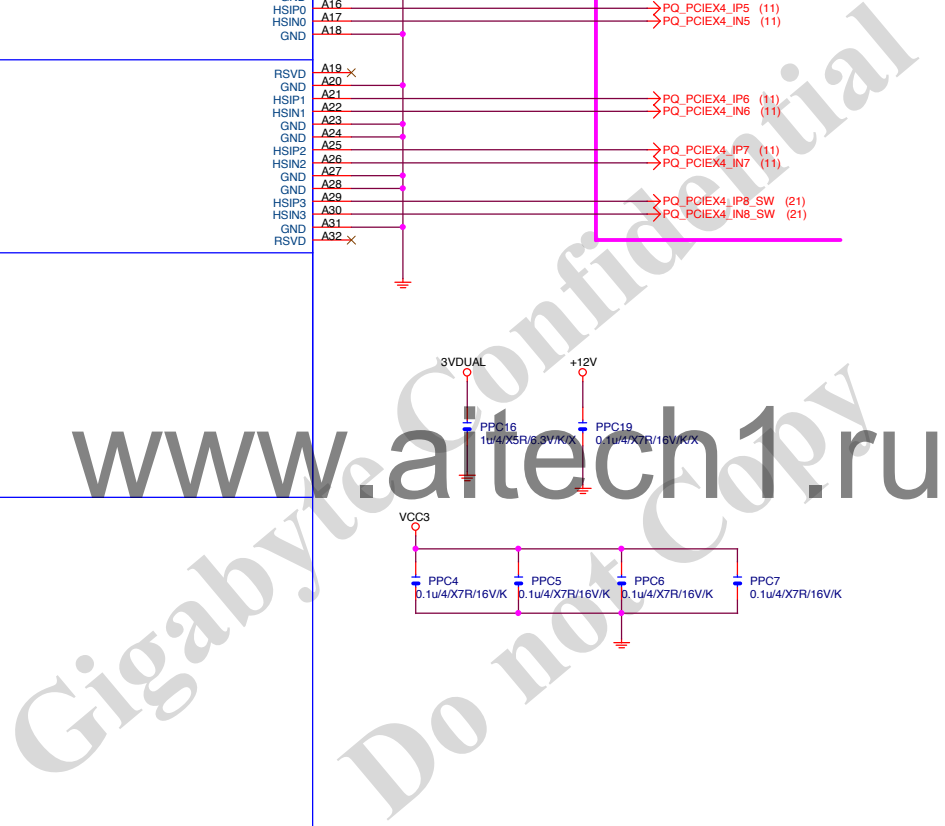 HSIP0 A16 PQ_PCIEX4_IP5 (11)
HSIN0 A17 PQ_PCIEX4_IN5 (11)
GND A18
RSVD A19
GND A20
HSIP1 A21 PQ_PCIEX4_IP6 (11)
HSIN1 A22 PQ_PCIEX4_IN6 (11)
GND A23
GND A24
HSIP2 A25 PQ_PCIEX4_IP7 (11)
HSIN2 A26 PQ_PCIEX4_IN7 (11)
GND A27
GND A28
HSIP3 A29 PQ_PCIEX4_IP8_SW (21)
HSIN3 A30 PQ_PCIEX4_IN8_SW (21)
GND A31
RSVD A32
3VDUAL +12V
PPC16 PPC19
1u/4/X5R/6.3V/K/X 0.1u/4/X7R/16V/K/X
www.aitech1.ru
VCC3
PPC4 PPC5 PPC6 PPC7
0.1u/4/X7R/16V/K 0.1u/4/X7R/16V/K 0.1u/4/X7R/16V/K 0.1u/4/X7R/16V/K
Gigabyte Confidential
Do not Copy